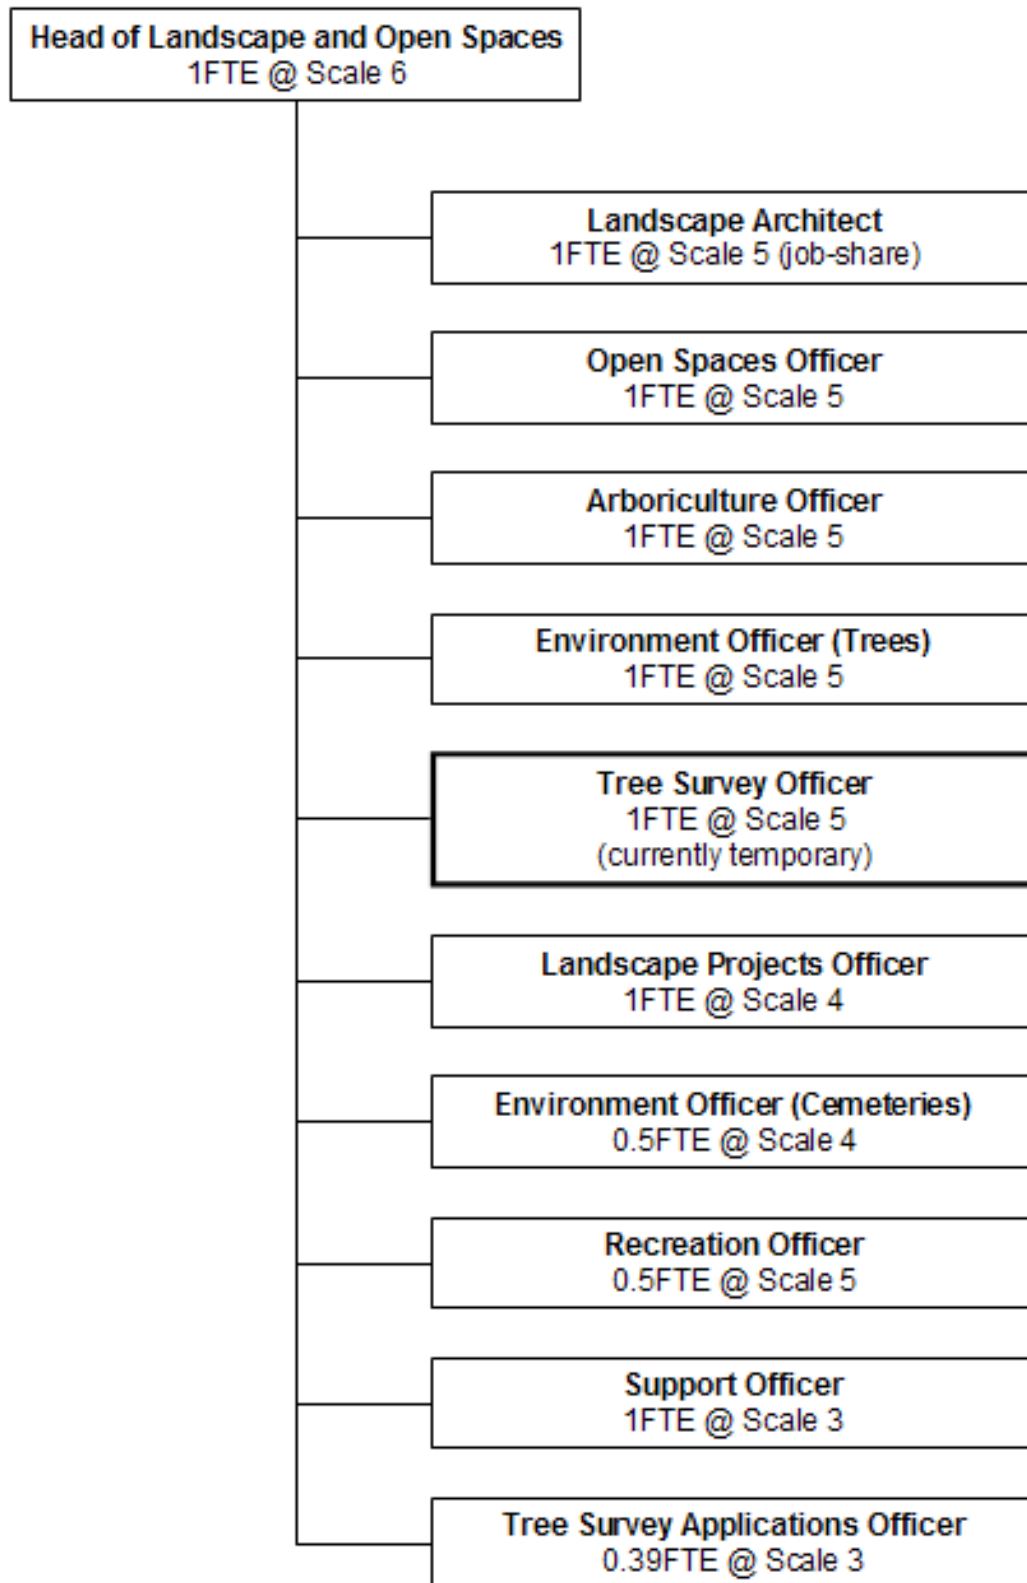 Head of Landscape and Open Spaces
1FTE @ Scale 6
Landscape Architect
1FTE @ Scale 5 (job-share)
Open Spaces Officer
1FTE @ Scale 5
Arboriculture Officer
1FTE @ Scale 5
Environment Officer (Trees)
1FTE @ Scale 5
Tree Survey Officer
1FTE @ Scale 5
(currently temporary)
Landscape Projects Officer
1FTE @ Scale 4
Environment Officer (Cemeteries)
0.5FTE @ Scale 4
Recreation Officer
0.5FTE @ Scale 5
Support Officer
1FTE @ Scale 3
Tree Survey Applications Officer
0.39FTE @ Scale 3